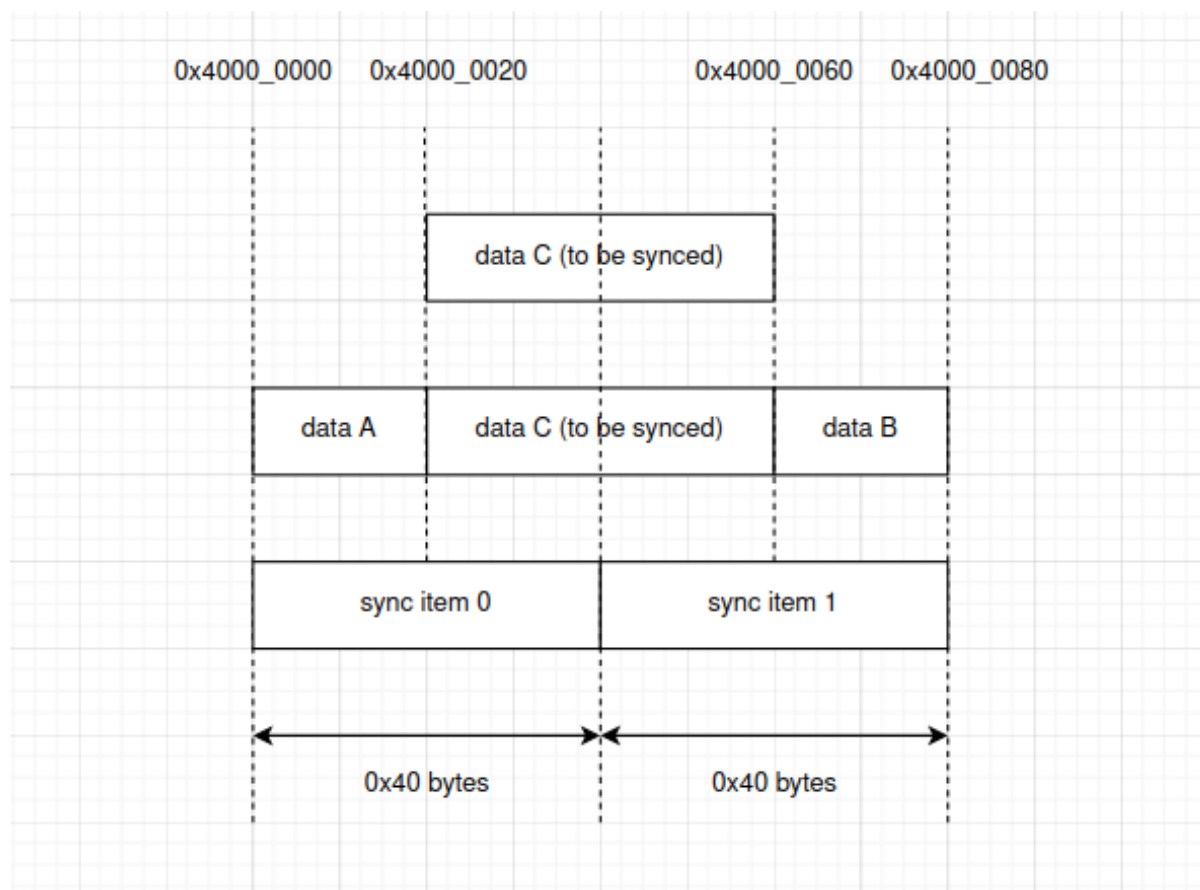 0x4000_0000 0x4000_0020 0x4000_0060 0x4000_0080
data C (to be synced)
data A data C (to be synced) data B
sync item 0 sync item 1
0x40 bytes 0x40 bytes